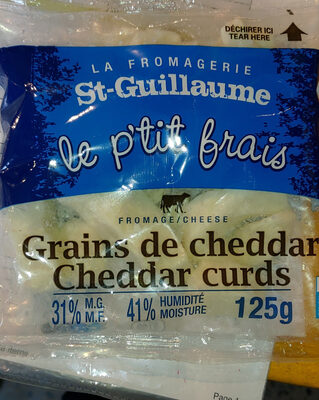 DÉCHIRER ICI
TEAR HERE
LA FROMAGERIE
St-Guillaume
le p'tit frais
FROMAGE/CHEESE
Grains de cheddar
Cheddar curds
31% M.G. M.F. 41% HUMIDITÉ MOISTURE 125g